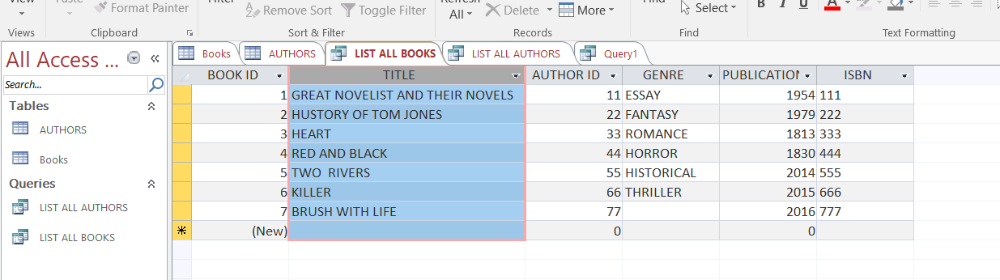 View Paste Format Painter Filter Remove Sort Toggle Filter Refresh All Delete More Find Select B I U A
Views Clipboard Sort & Filter Records Find Text Formatting
All Access ... «
Search...
Tables
AUTHORS
Books
Queries
LIST ALL AUTHORS
LIST ALL BOOKS
Books AUTHORS LIST ALL BOOKS LIST ALL AUTHORS Query1
BOOK ID TITLE AUTHOR ID GENRE PUBLICATION ISBN
1 GREAT NOVELIST AND THEIR NOVELS 11 ESSAY 1954 111
2 HUSTORY OF TOM JONES 22 FANTASY 1979 222
3 HEART 33 ROMANCE 1813 333
4 RED AND BLACK 44 HORROR 1830 444
5 TWO  RIVERS 55 HISTORICAL 2014 555
6 KILLER 66 THRILLER 2015 666
7 BRUSH WITH LIFE 77 2016 777
(New) 0 0